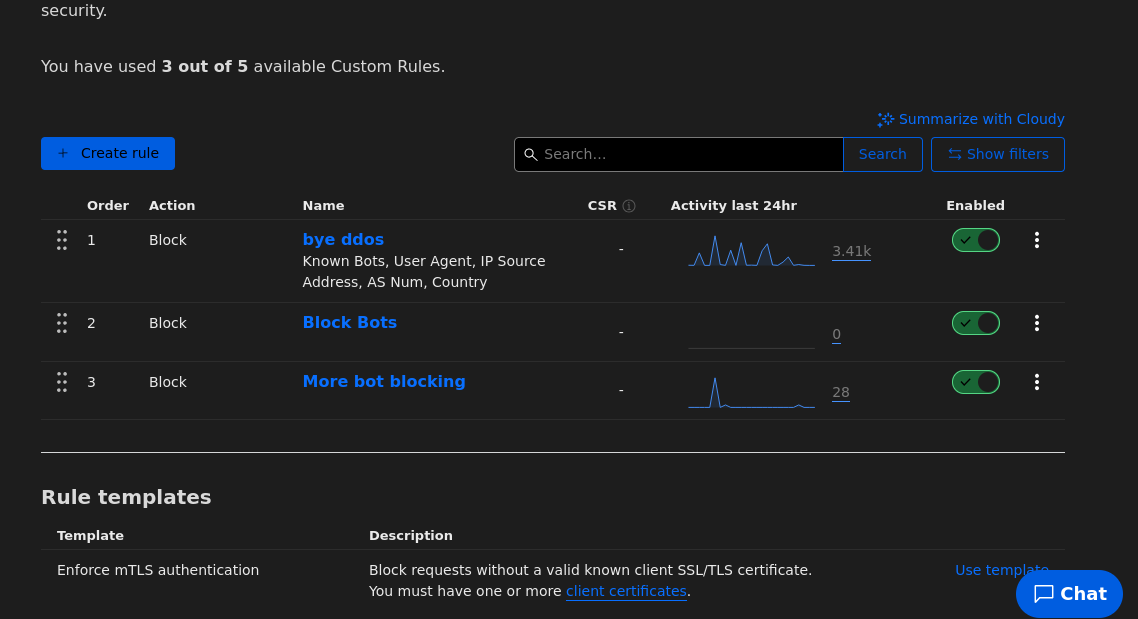 security.
You have used 3 out of 5 available Custom Rules.
Summarize with Cloudy
+ Create rule
Search...
Search
Show filters
Order Action Name CSR Activity last 24hr Enabled
1 Block bye ddos - 3.41k
Known Bots, User Agent, IP Source
Address, AS Num, Country
2 Block Block Bots - 0
3 Block More bot blocking - 28
Rule templates
Template Description
Enforce mTLS authentication Block requests without a valid known client SSL/TLS certificate. Use template
You must have one or more client certificates.
Chat